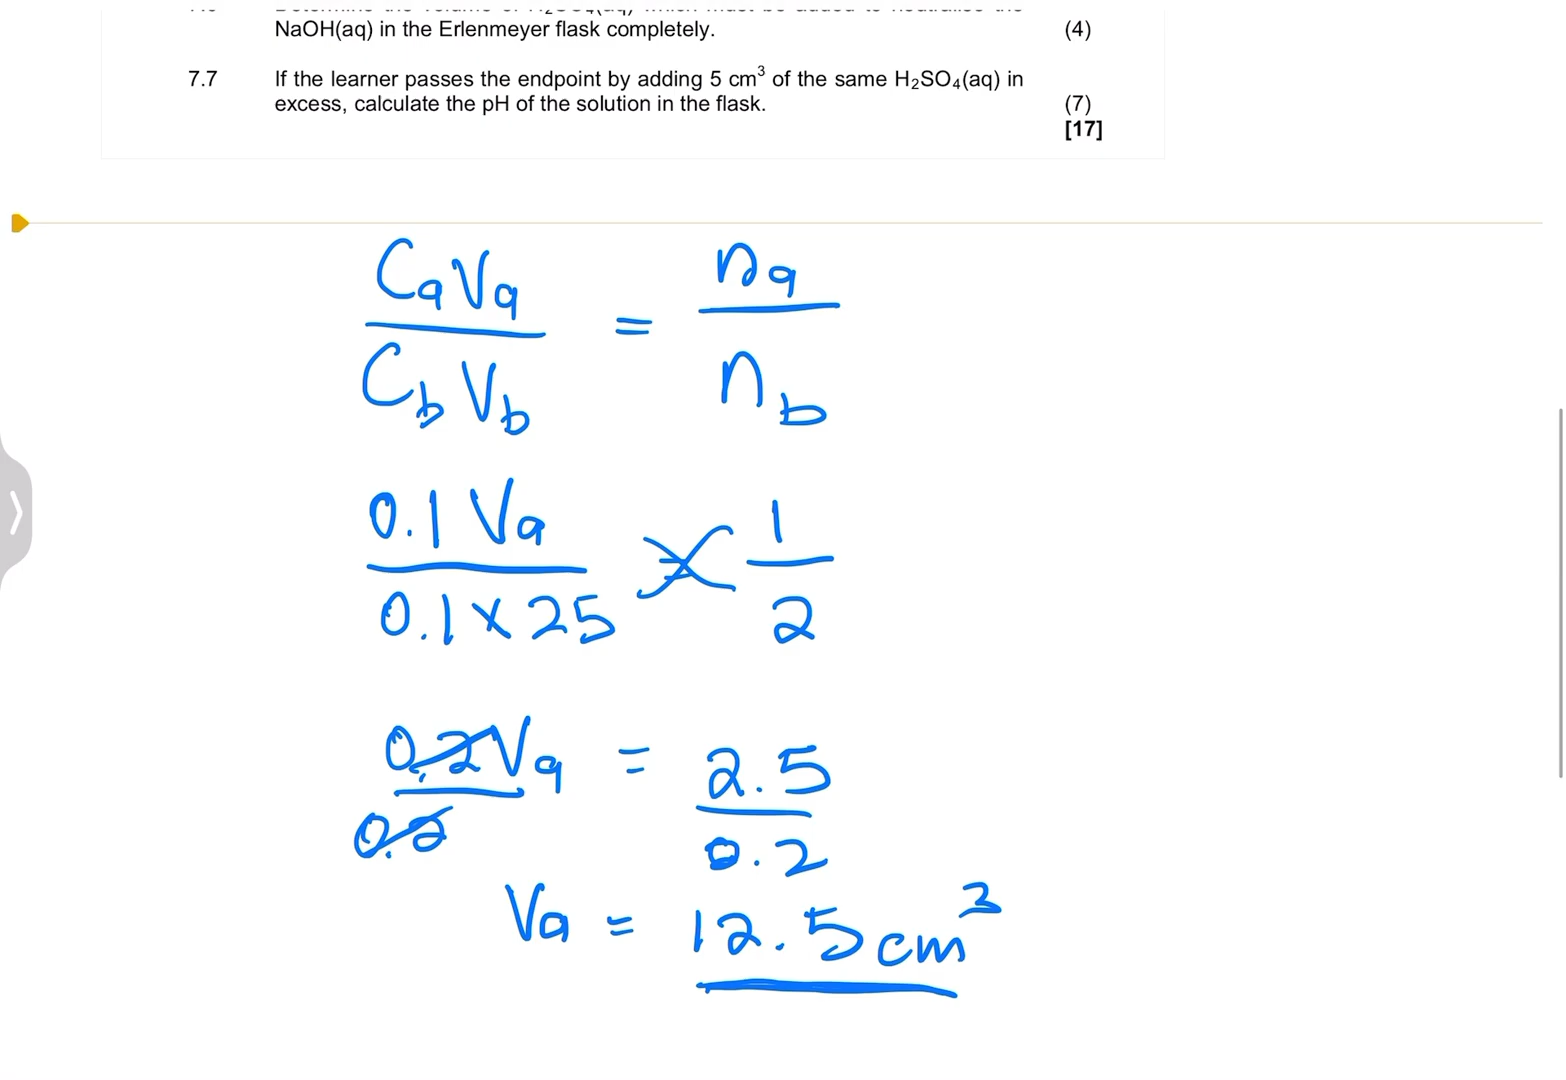 NaOH(aq) in the Erlenmeyer flask completely. (4)
7.7 If the learner passes the endpoint by adding 5 cm³ of the same H₂SO₄(aq) in
excess, calculate the pH of the solution in the flask. (7)
[17]
CaVa / CbVb = na / nb
0.1 Va / 0.1 × 25 = 1 / 2
0.2Va / 0.2 = 2.5 / 0.2
Va = 12.5 cm³